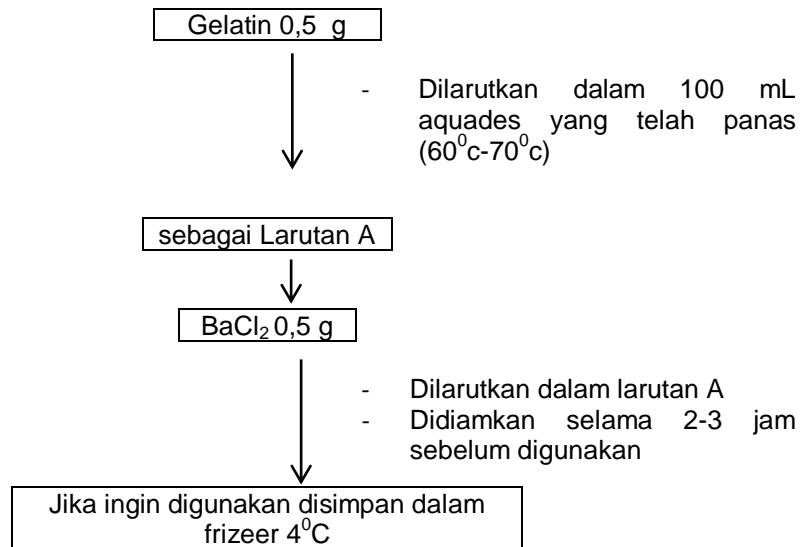 Gelatin 0,5 g
- Dilarutkan dalam 100 mL
aquades yang telah panas
(60⁰c-70⁰c)
sebagai Larutan A
BaCl₂ 0,5 g
- Dilarutkan dalam larutan A
- Didiamkan selama 2-3 jam
sebelum digunakan
Jika ingin digunakan disimpan dalam
frizeer 4⁰C